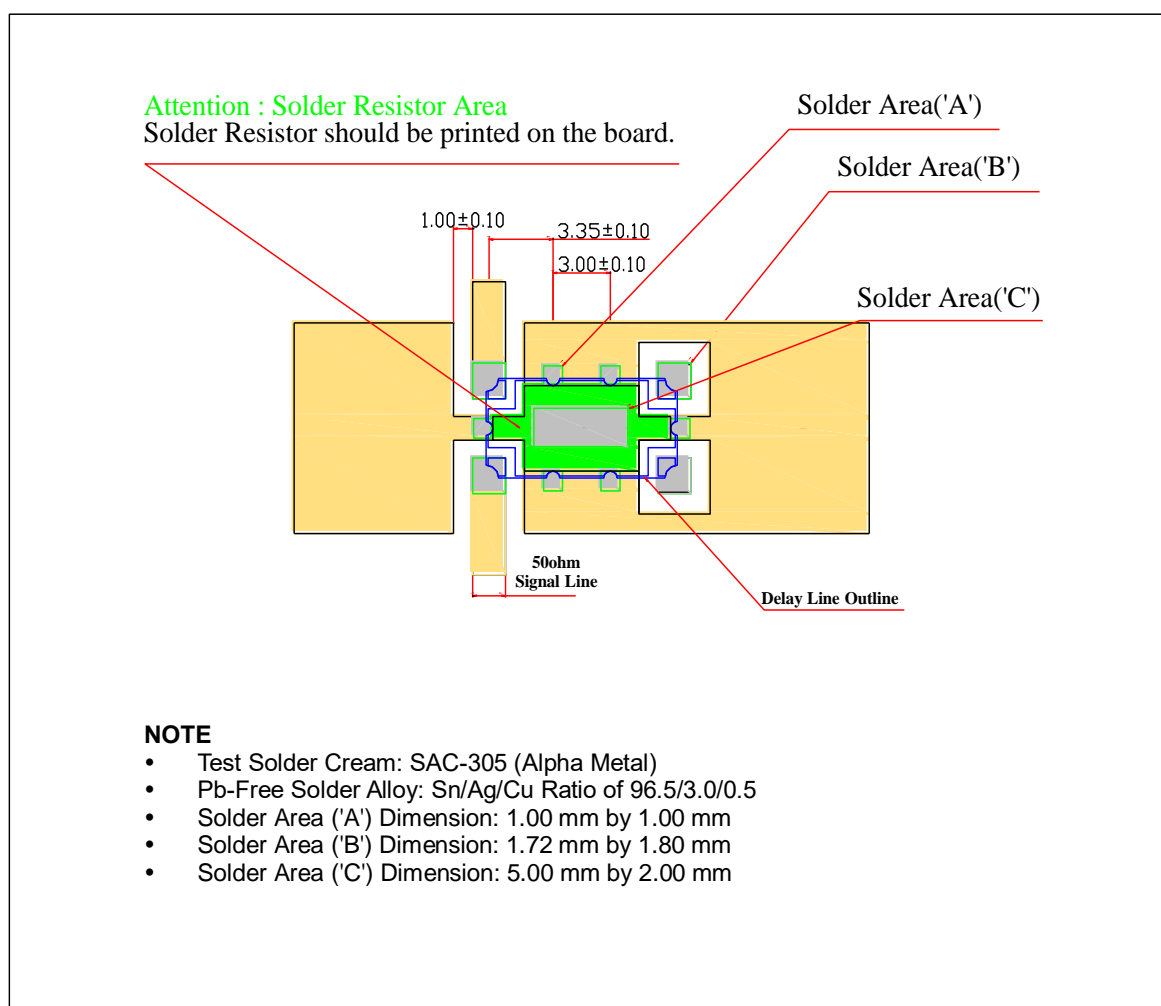 Attention : Solder Resistor Area
Solder Resistor should be printed on the board.
Solder Area('A')
Solder Area('B')
1.00±0.10
3.35±0.10
3.00±0.10
Solder Area('C')
50ohm
Signal Line
Delay Line Outline
NOTE
• Test Solder Cream: SAC-305 (Alpha Metal)
• Pb-Free Solder Alloy: Sn/Ag/Cu Ratio of 96.5/3.0/0.5
• Solder Area ('A') Dimension: 1.00 mm by 1.00 mm
• Solder Area ('B') Dimension: 1.72 mm by 1.80 mm
• Solder Area ('C') Dimension: 5.00 mm by 2.00 mm